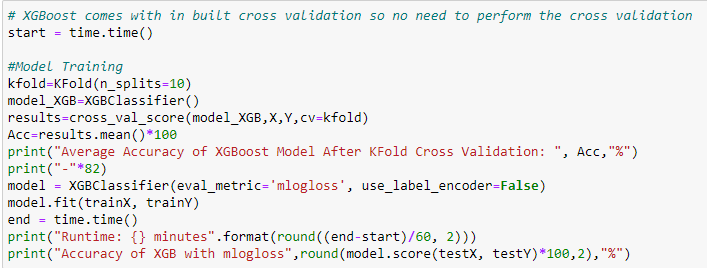 # XGBoost comes with in built cross validation so no need to perform the cross validation
start = time.time()
#Model Training
kfold=KFold(n_splits=10)
model_XGB=XGBClassifier()
results=cross_val_score(model_XGB,X,Y,cv=kfold)
Acc=results.mean()*100
print("Average Accuracy of XGBoost Model After KFold Cross Validation: ", Acc,"%")
print("-"*82)
model = XGBClassifier(eval_metric='mlogloss', use_label_encoder=False)
model.fit(trainX, trainY)
end = time.time()
print("Runtime: {} minutes".format(round((end-start)/60, 2)))
print("Accuracy of XGB with mlogloss",round(model.score(testX, testY)*100,2),"%")